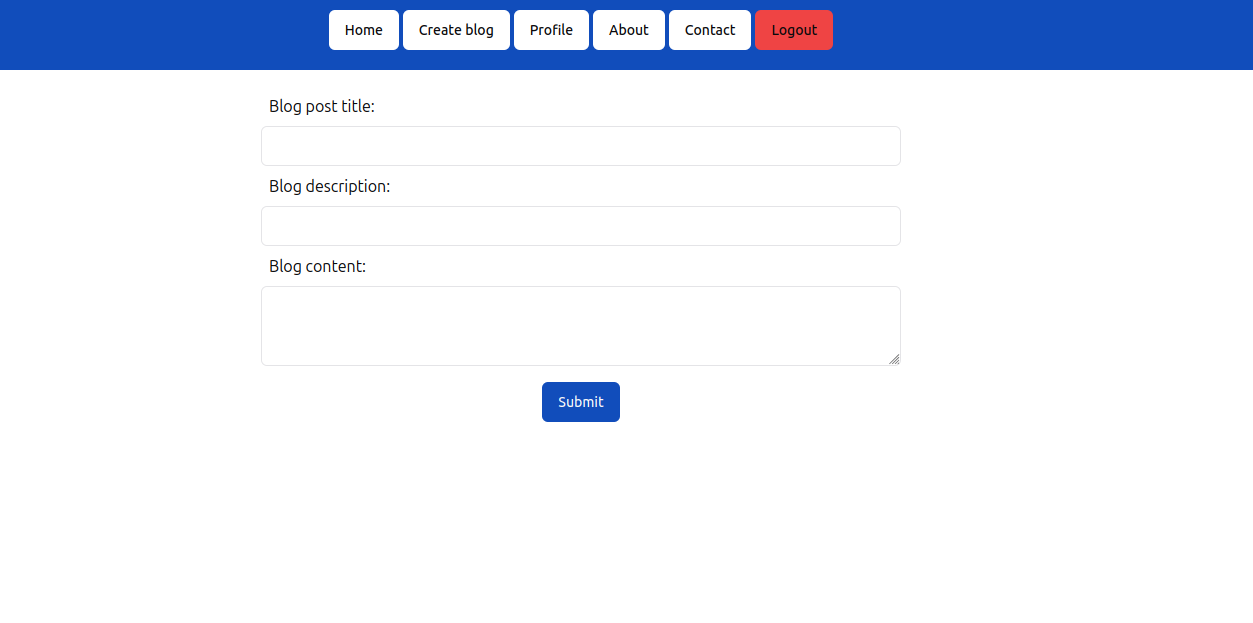 Home Create blog Profile About Contact Logout
Blog post title:
Blog description:
Blog content:
Submit